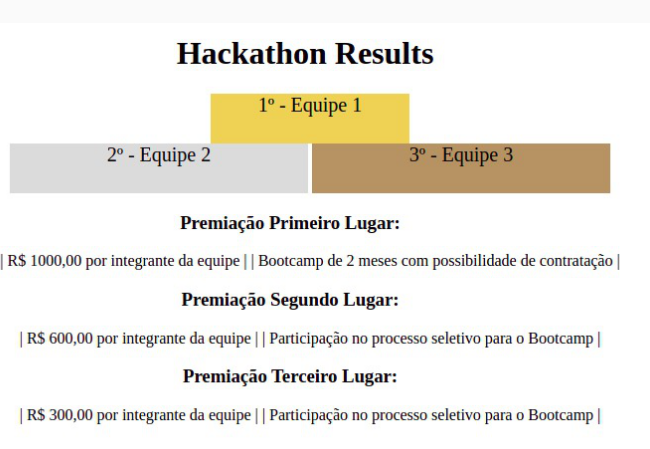 Hackathon Results
1º - Equipe 1
2º - Equipe 2 3º - Equipe 3
Premiação Primeiro Lugar:
| R$ 1000,00 por integrante da equipe | | Bootcamp de 2 meses com possibilidade de contratação |
Premiação Segundo Lugar:
| R$ 600,00 por integrante da equipe | | Participação no processo seletivo para o Bootcamp |
Premiação Terceiro Lugar:
| R$ 300,00 por integrante da equipe | | Participação no processo seletivo para o Bootcamp |